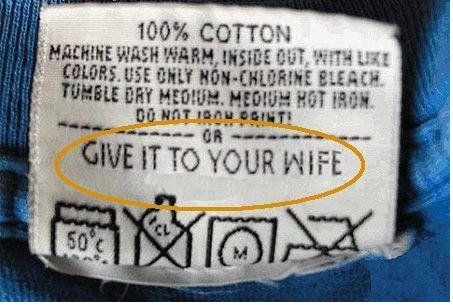 100% COTTON
MACHINE WASH WARM, INSIDE OUT, WITH LIKE
COLORS. USE ONLY NON-CHLORINE BLEACH.
TUMBLE DRY MEDIUM. MEDIUM HOT IRON.
DO NOT IRON PRINT!
OR
GIVE IT TO YOUR WIFE
50°C CL M